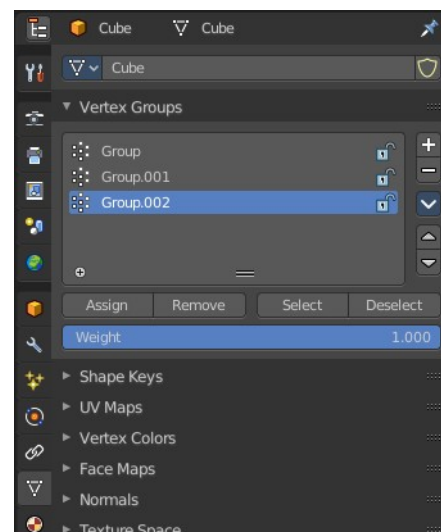 Cube Cube
Cube
Vertex Groups
Group
Group.001
Group.002
Assign Remove Select Deselect
Weight 1.000
Shape Keys
UV Maps
Vertex Colors
Face Maps
Normals
Texture Space